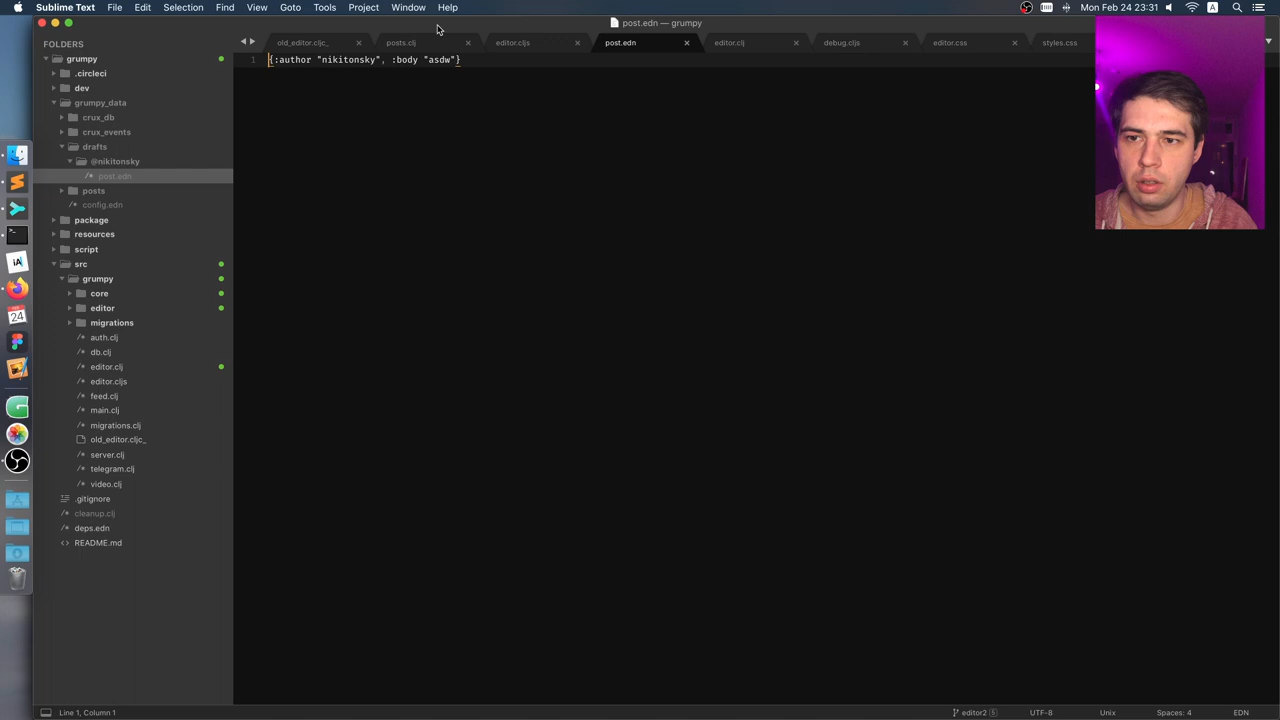 Sublime Text File Edit Selection Find View Goto Tools Project Window Help
A Mon Feb 24 23:31
post.edn — grumpy
old_editor.cljc_ posts.clj editor.cljs post.edn editor.clj debug.cljs editor.css styles.css
FOLDERS
grumpy
.circleci
dev
grumpy_data
crux_db
crux_events
drafts
@nikitonsky
/* post.edn
posts
/* config.edn
package
resources
script
src
grumpy
core
editor
migrations
/* auth.clj
/* db.clj
/* editor.clj
/* editor.cljs
/* feed.clj
/* main.clj
/* migrations.clj
old_editor.cljc_
/* server.clj
/* telegram.clj
/* video.clj
.gitignore
/* cleanup.clj
/* deps.edn
<> README.md
1 {:author "nikitonsky", :body "asdw"}
iA
24
Line 1, Column 1
editor2 5 UTF-8 Unix Spaces: 4 EDN